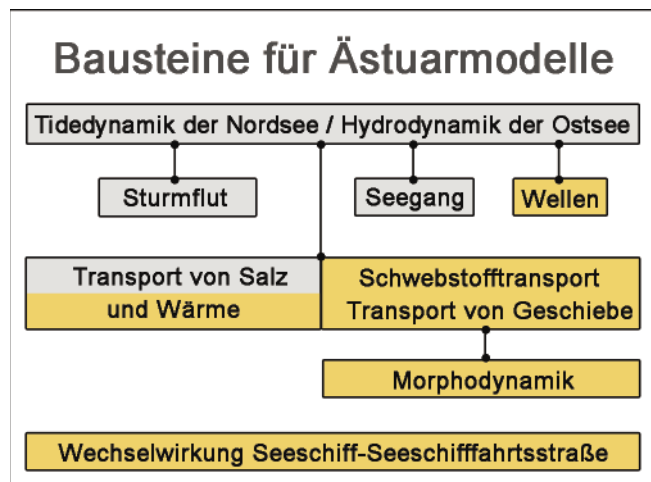 Bausteine für Ästuarmodelle
Tidedynamik der Nordsee / Hydrodynamik der Ostsee
Sturmflut
Seegang
Wellen
Transport von Salz
und Wärme
Schwebstofftransport
Transport von Geschiebe
Morphodynamik
Wechselwirkung Seeschiff-Seeschifffahrtsstraße